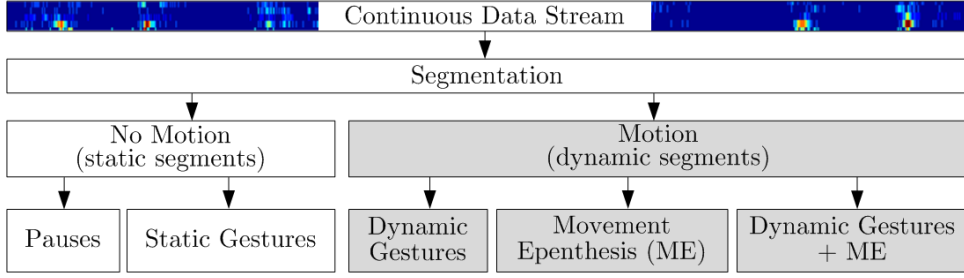 Continuous Data Stream
Segmentation
No Motion
(static segments)
Motion
(dynamic segments)
Pauses
Static Gestures
Dynamic
Gestures
Movement
Epenthesis (ME)
Dynamic Gestures
+ ME